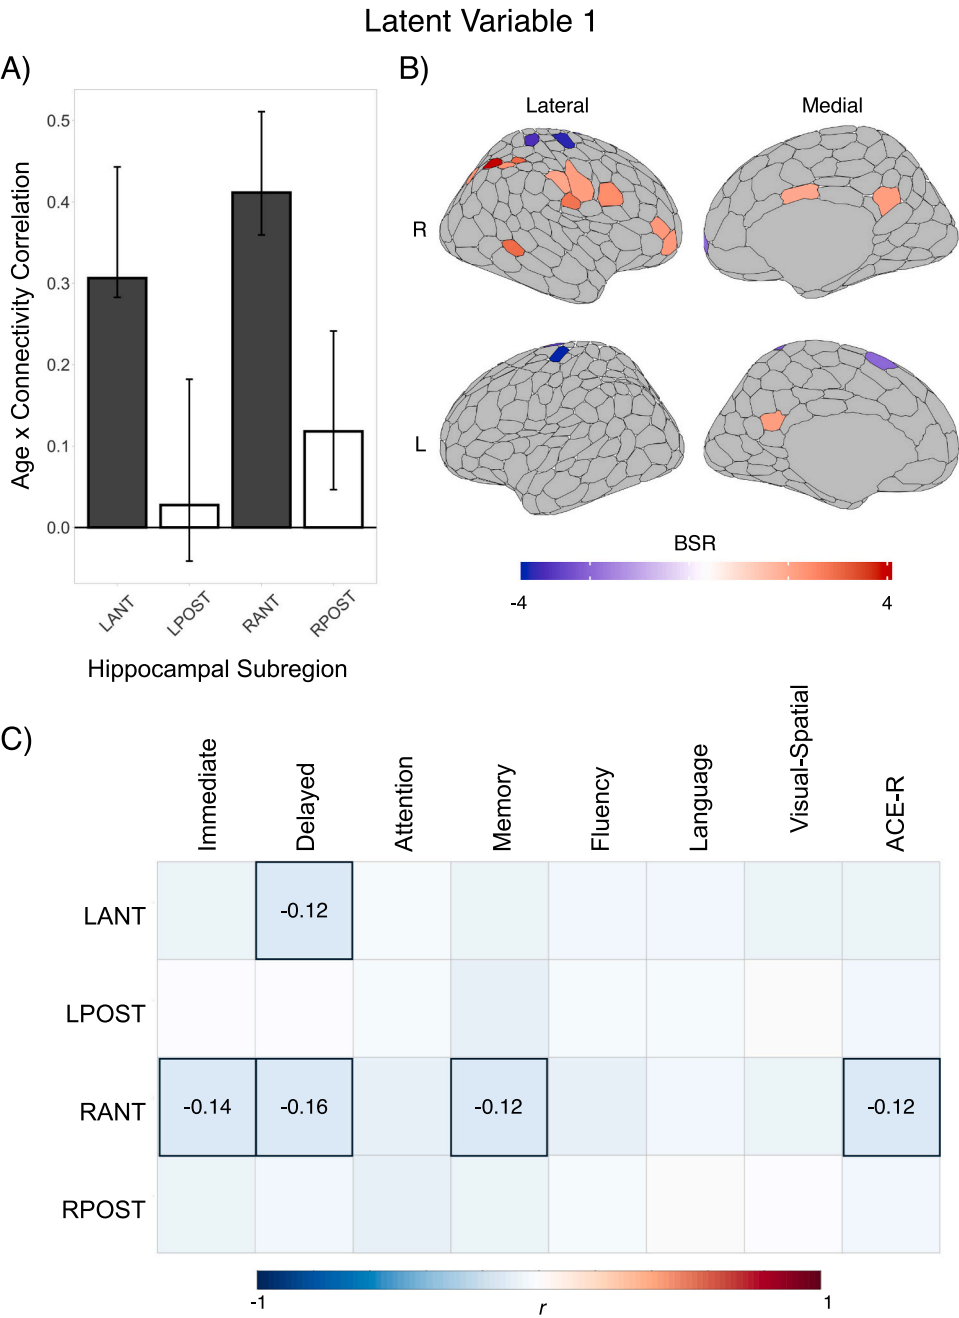 Latent Variable 1
A)
B)
Age x Connectivity Correlation
0.5
0.4
0.3
0.2
0.1
0.0
LANT
LPOST
RANT
RPOST
Hippocampal Subregion
Lateral
Medial
R
L
BSR
-4
4
C)
Immediate
Delayed
Attention
Memory
Fluency
Language
Visual-Spatial
ACE-R
LANT
-0.12
LPOST
RANT
-0.14
-0.16
-0.12
-0.12
RPOST
-1
r
1